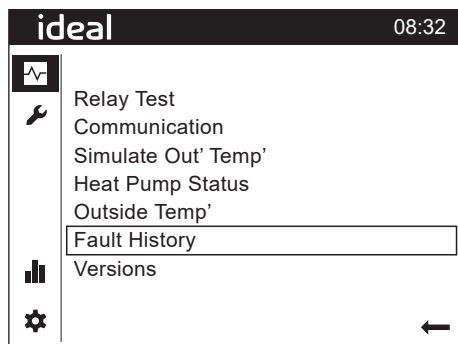 ideal
08:32
Relay Test
Communication
Simulate Out’ Temp’
Heat Pump Status
Outside Temp’
Fault History
Versions